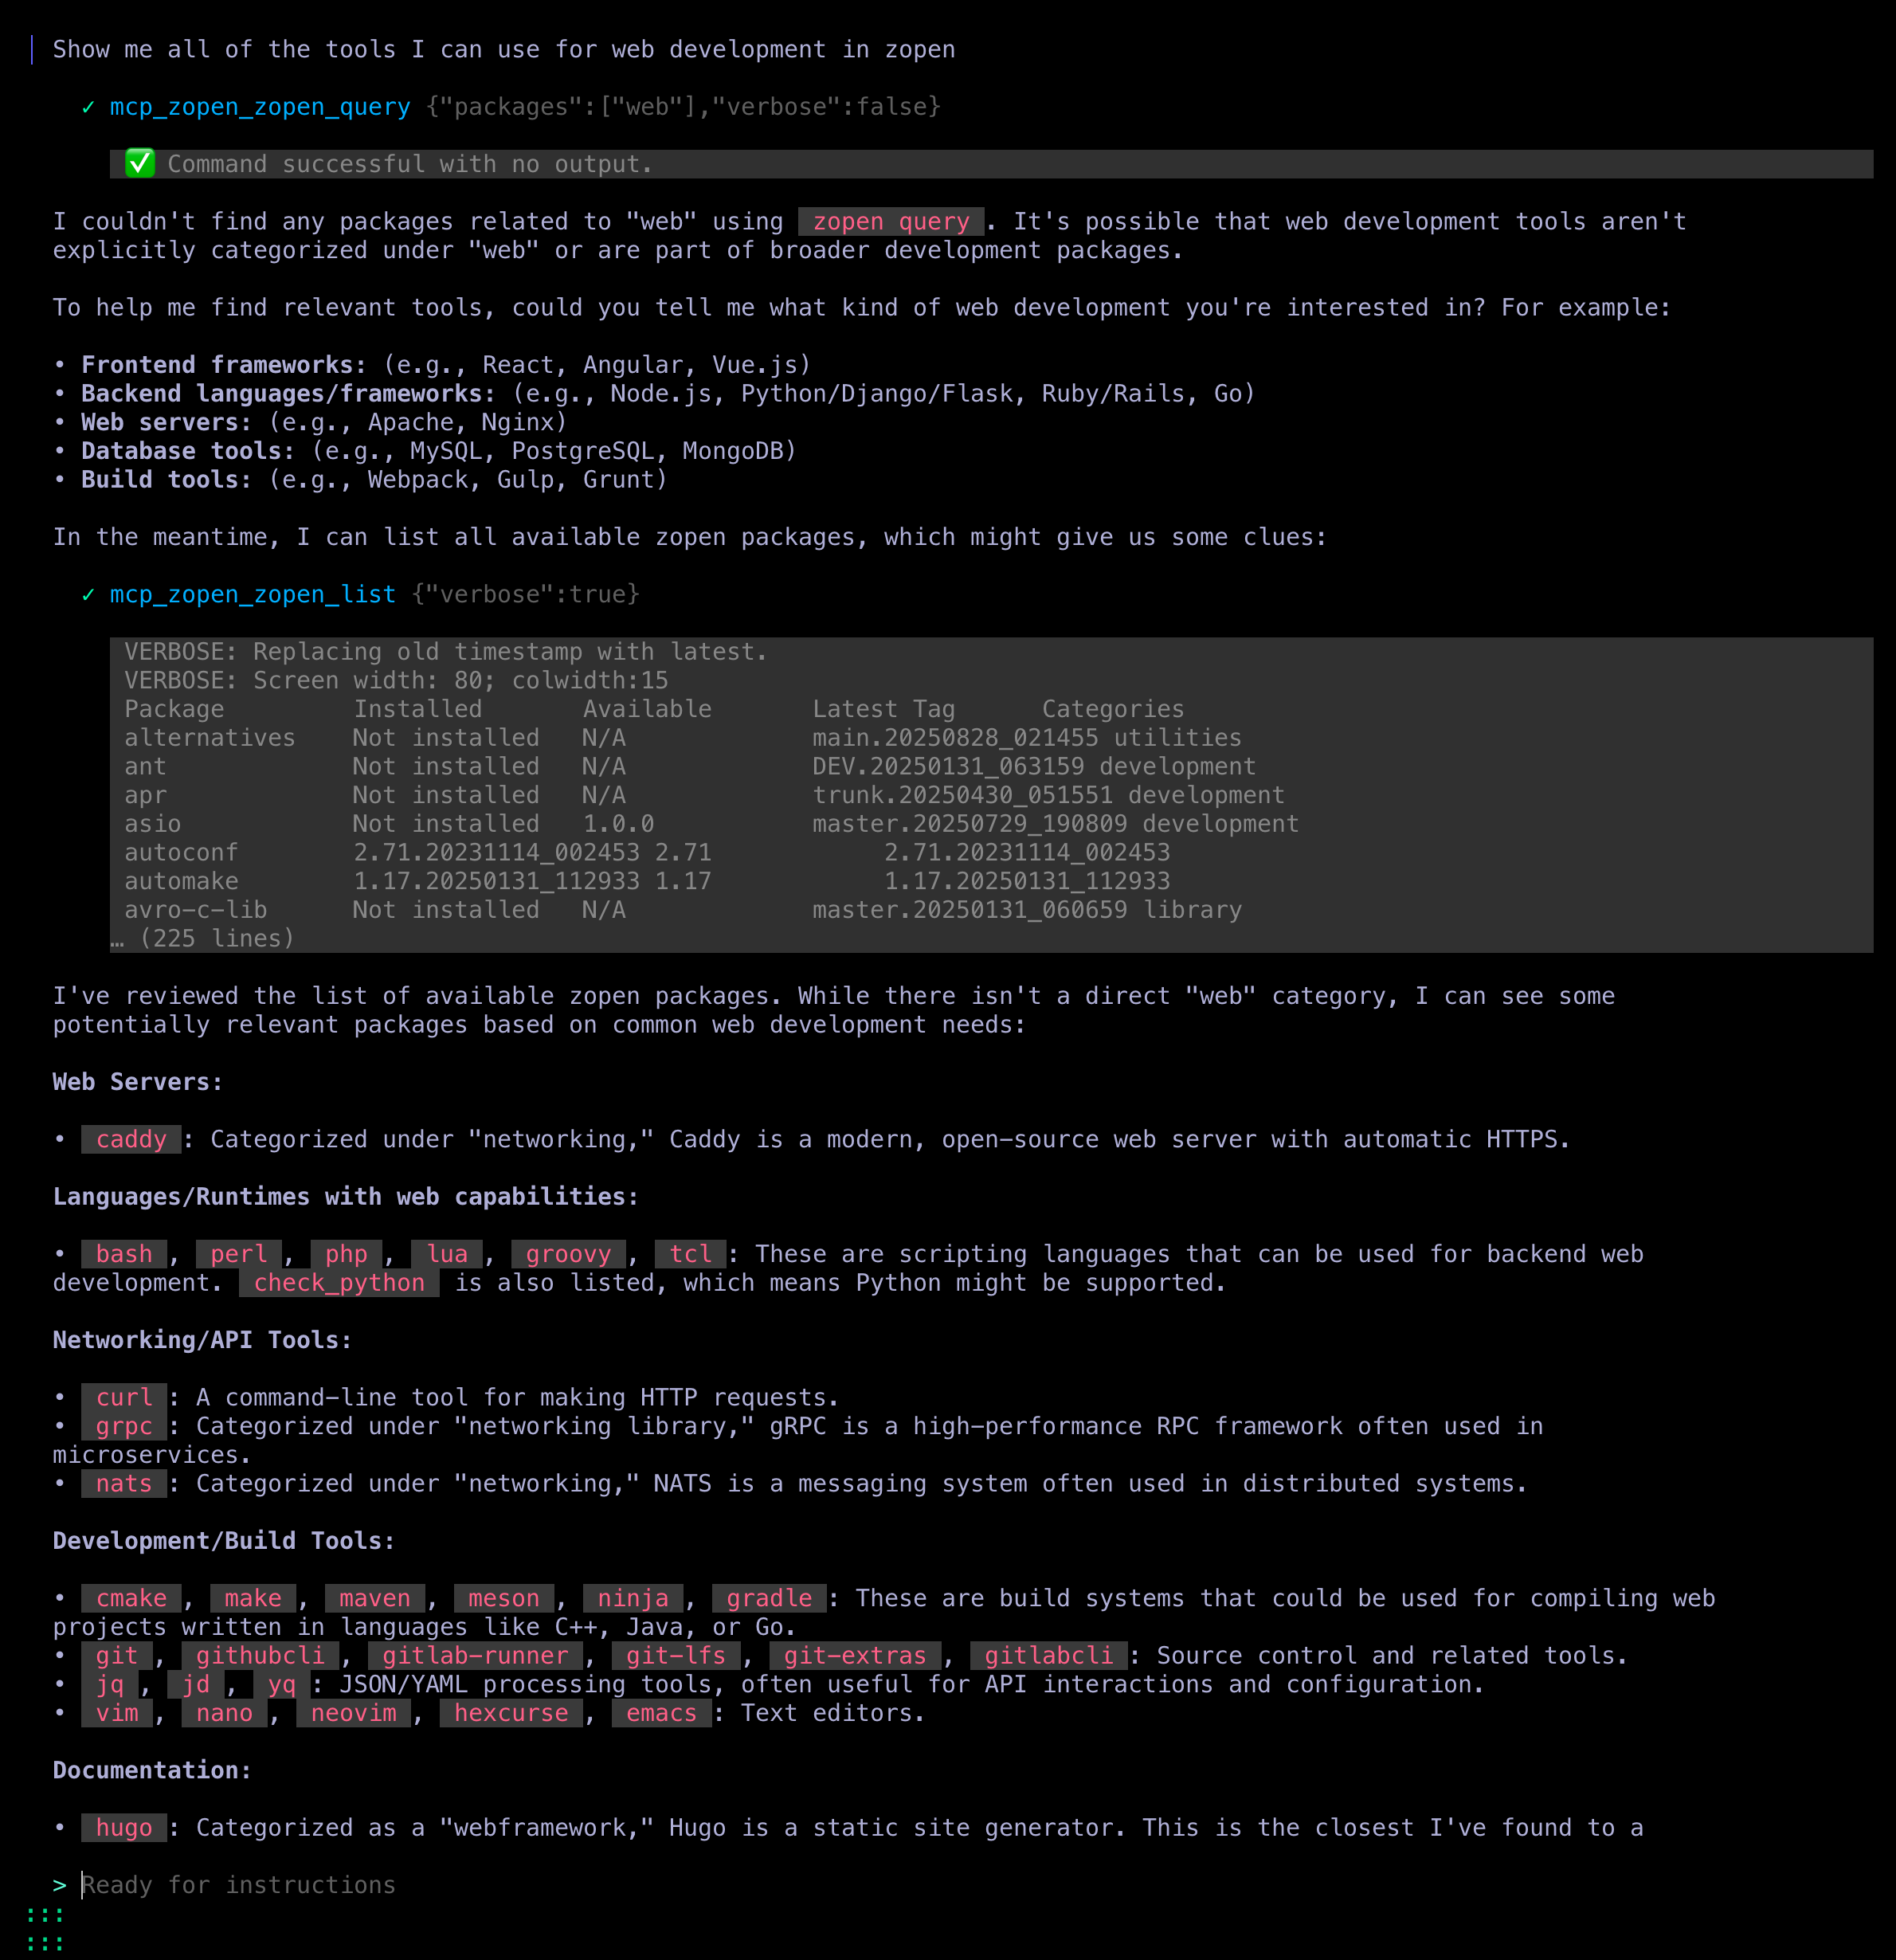 Show me all of the tools I can use for web development in zopen
✓ mcp_zopen_zopen_query {"packages":["web"],"verbose":false}
✅ Command successful with no output.
I couldn't find any packages related to "web" using zopen query . It's possible that web development tools aren't
explicitly categorized under "web" or are part of broader development packages.
To help me find relevant tools, could you tell me what kind of web development you're interested in? For example:
• Frontend frameworks: (e.g., React, Angular, Vue.js)
• Backend languages/frameworks: (e.g., Node.js, Python/Django/Flask, Ruby/Rails, Go)
• Web servers: (e.g., Apache, Nginx)
• Database tools: (e.g., MySQL, PostgreSQL, MongoDB)
• Build tools: (e.g., Webpack, Gulp, Grunt)
In the meantime, I can list all available zopen packages, which might give us some clues:
✓ mcp_zopen_zopen_list {"verbose":true}
VERBOSE: Replacing old timestamp with latest.
VERBOSE: Screen width: 80; colwidth:15
Package Installed Available Latest Tag Categories
alternatives Not installed N/A main.20250828_021455 utilities
ant Not installed N/A DEV.20250131_063159 development
apr Not installed N/A trunk.20250430_051551 development
asio Not installed 1.0.0 master.20250729_190809 development
autoconf 2.71.20231114_002453 2.71 2.71.20231114_002453
automake 1.17.20250131_112933 1.17 1.17.20250131_112933
avro-c-lib Not installed N/A master.20250131_060659 library
… (225 lines)
I've reviewed the list of available zopen packages. While there isn't a direct "web" category, I can see some
potentially relevant packages based on common web development needs:
Web Servers:
• caddy : Categorized under "networking," Caddy is a modern, open-source web server with automatic HTTPS.
Languages/Runtimes with web capabilities:
• bash , perl , php , lua , groovy , tcl : These are scripting languages that can be used for backend web
development. check_python is also listed, which means Python might be supported.
Networking/API Tools:
• curl : A command-line tool for making HTTP requests.
• grpc : Categorized under "networking library," gRPC is a high-performance RPC framework often used in
microservices.
• nats : Categorized under "networking," NATS is a messaging system often used in distributed systems.
Development/Build Tools:
• cmake , make , maven , meson , ninja , gradle : These are build systems that could be used for compiling web
projects written in languages like C++, Java, or Go.
• git , githubcli , gitlab-runner , git-lfs , git-extras , gitlabcli : Source control and related tools.
• jq , jd , yq : JSON/YAML processing tools, often useful for API interactions and configuration.
• vim , nano , neovim , hexcurse , emacs : Text editors.
Documentation:
• hugo : Categorized as a "webframework," Hugo is a static site generator. This is the closest I've found to a
> Ready for instructions
:::
:::